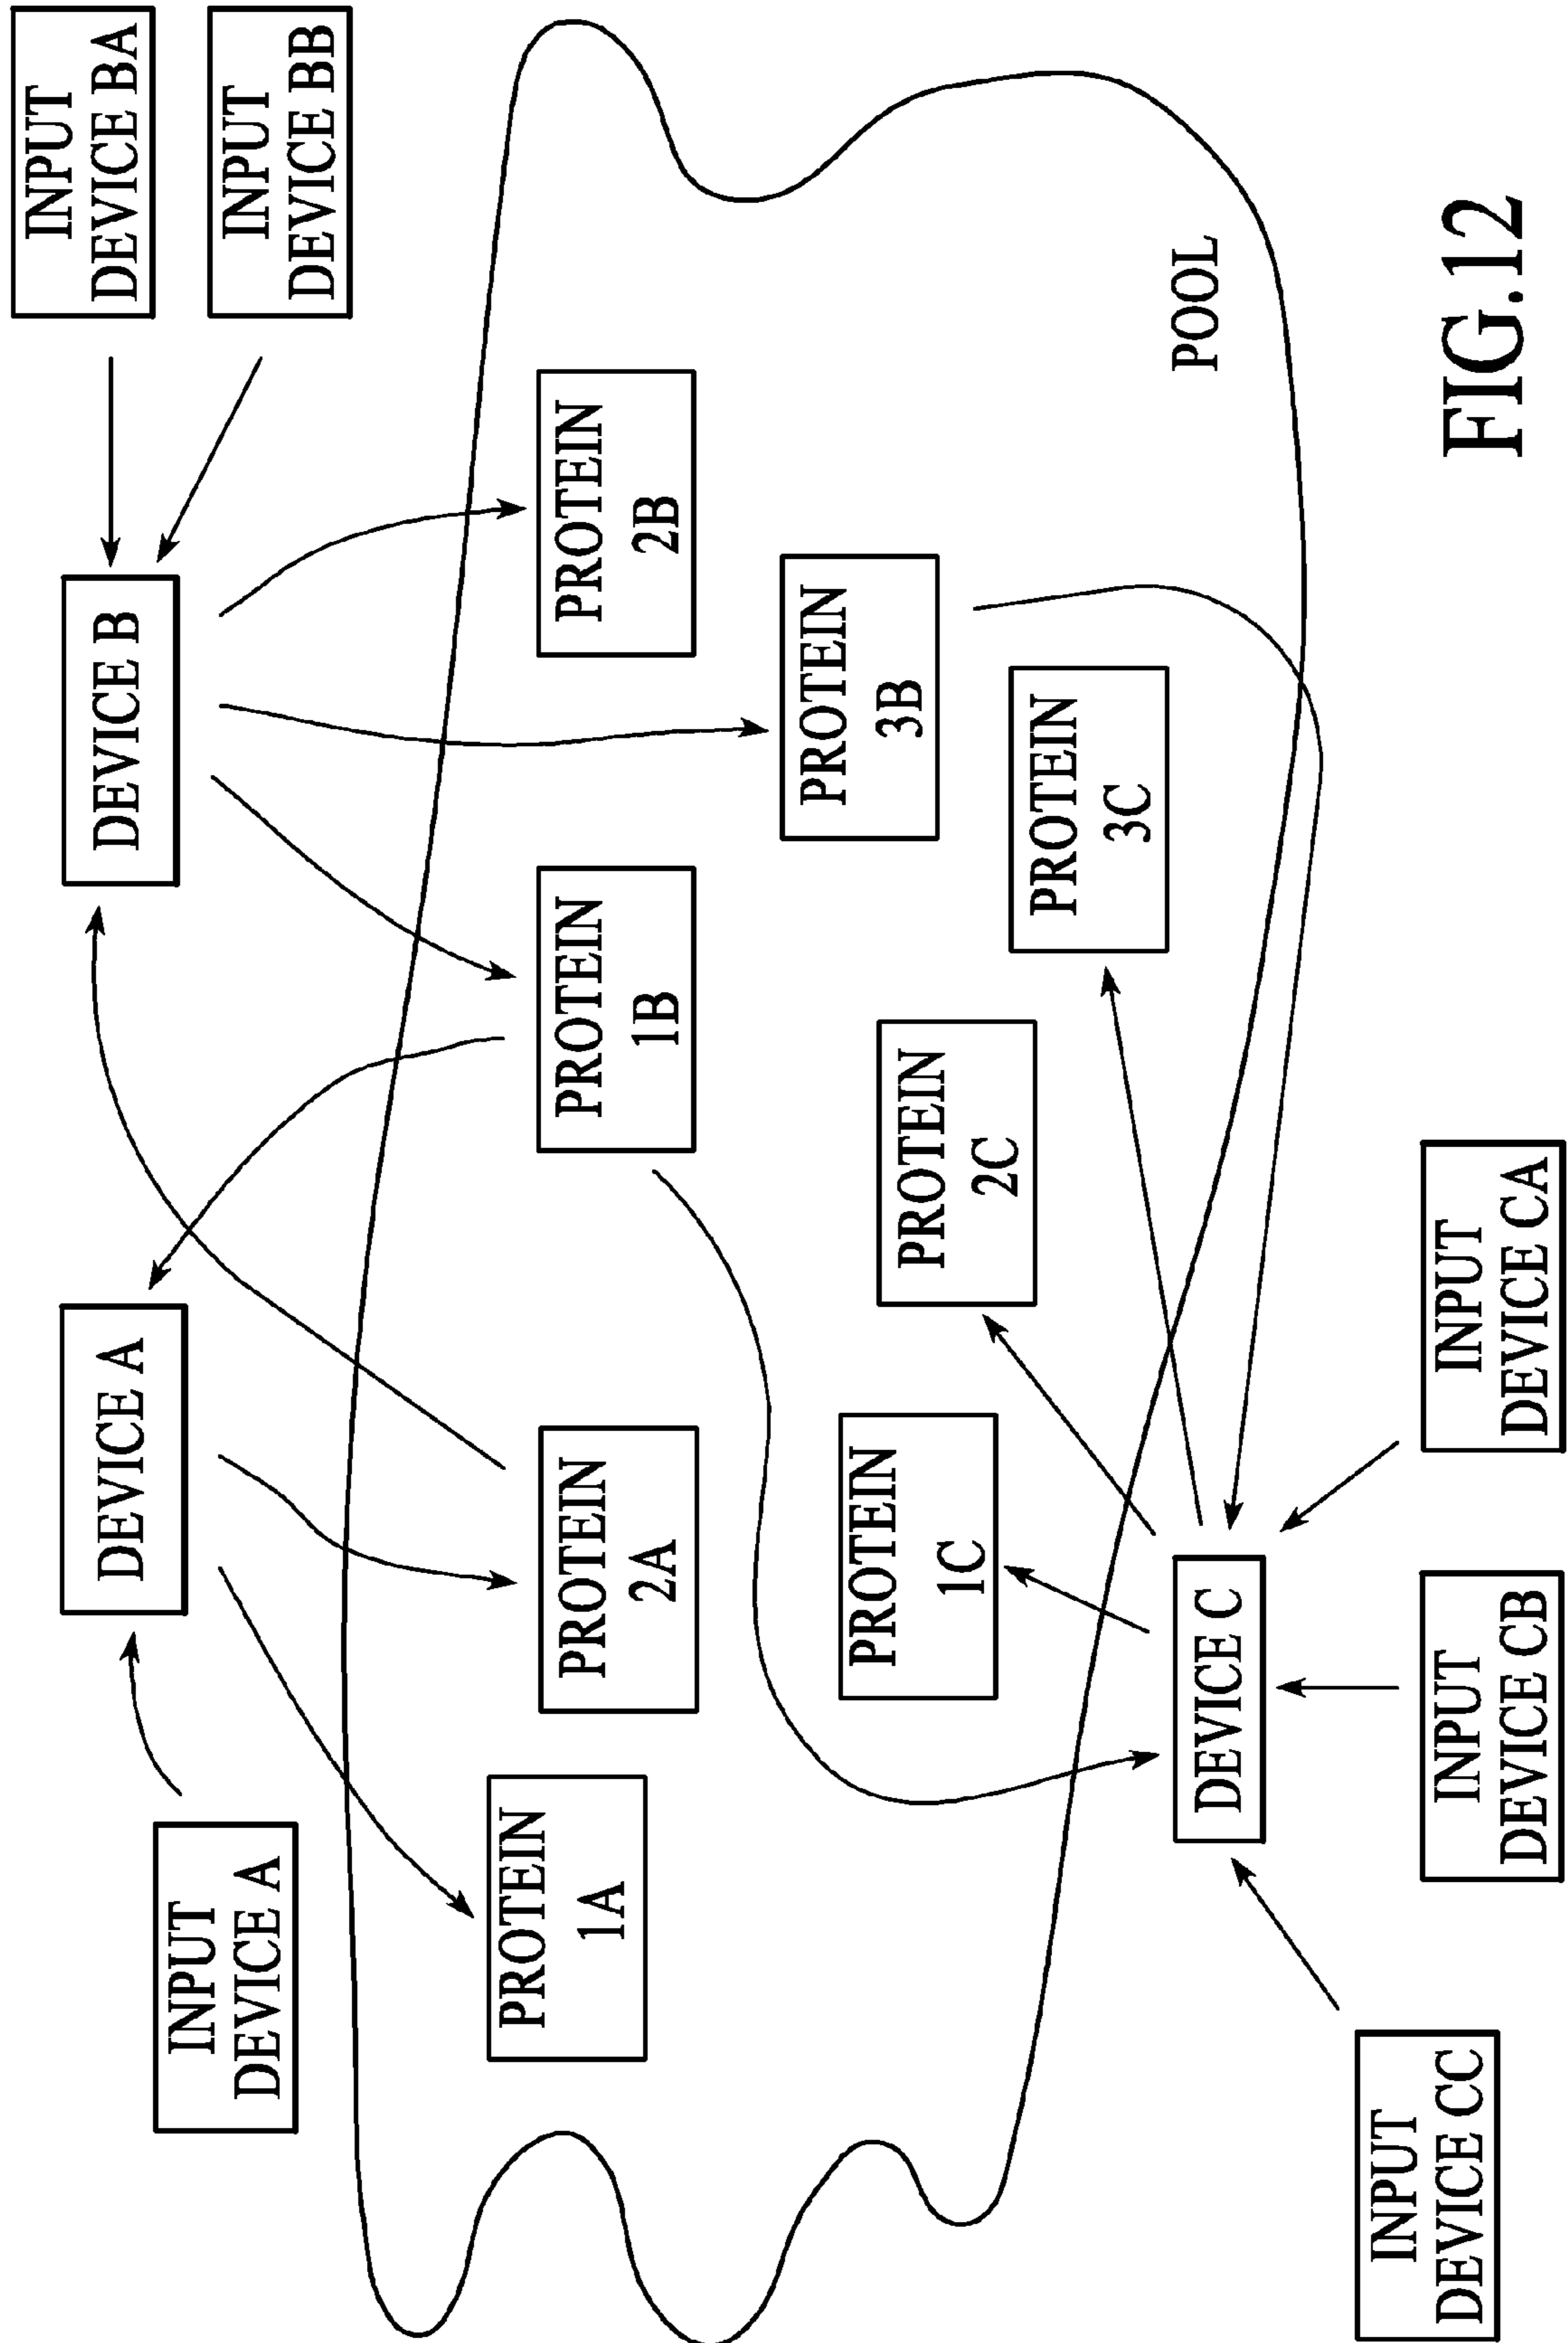 INPUT
DEVICE A
DEVICE A
DEVICE B
INPUT
DEVICE BA
INPUT
DEVICE BB
PROTEIN
1A
PROTEIN
2A
PROTEIN
1B
PROTEIN
2B
PROTEIN
3B
PROTEIN
1C
PROTEIN
2C
PROTEIN
3C
POOL
DEVICE C
INPUT
DEVICE CC
INPUT
DEVICE CB
INPUT
DEVICE CA
FIG.12